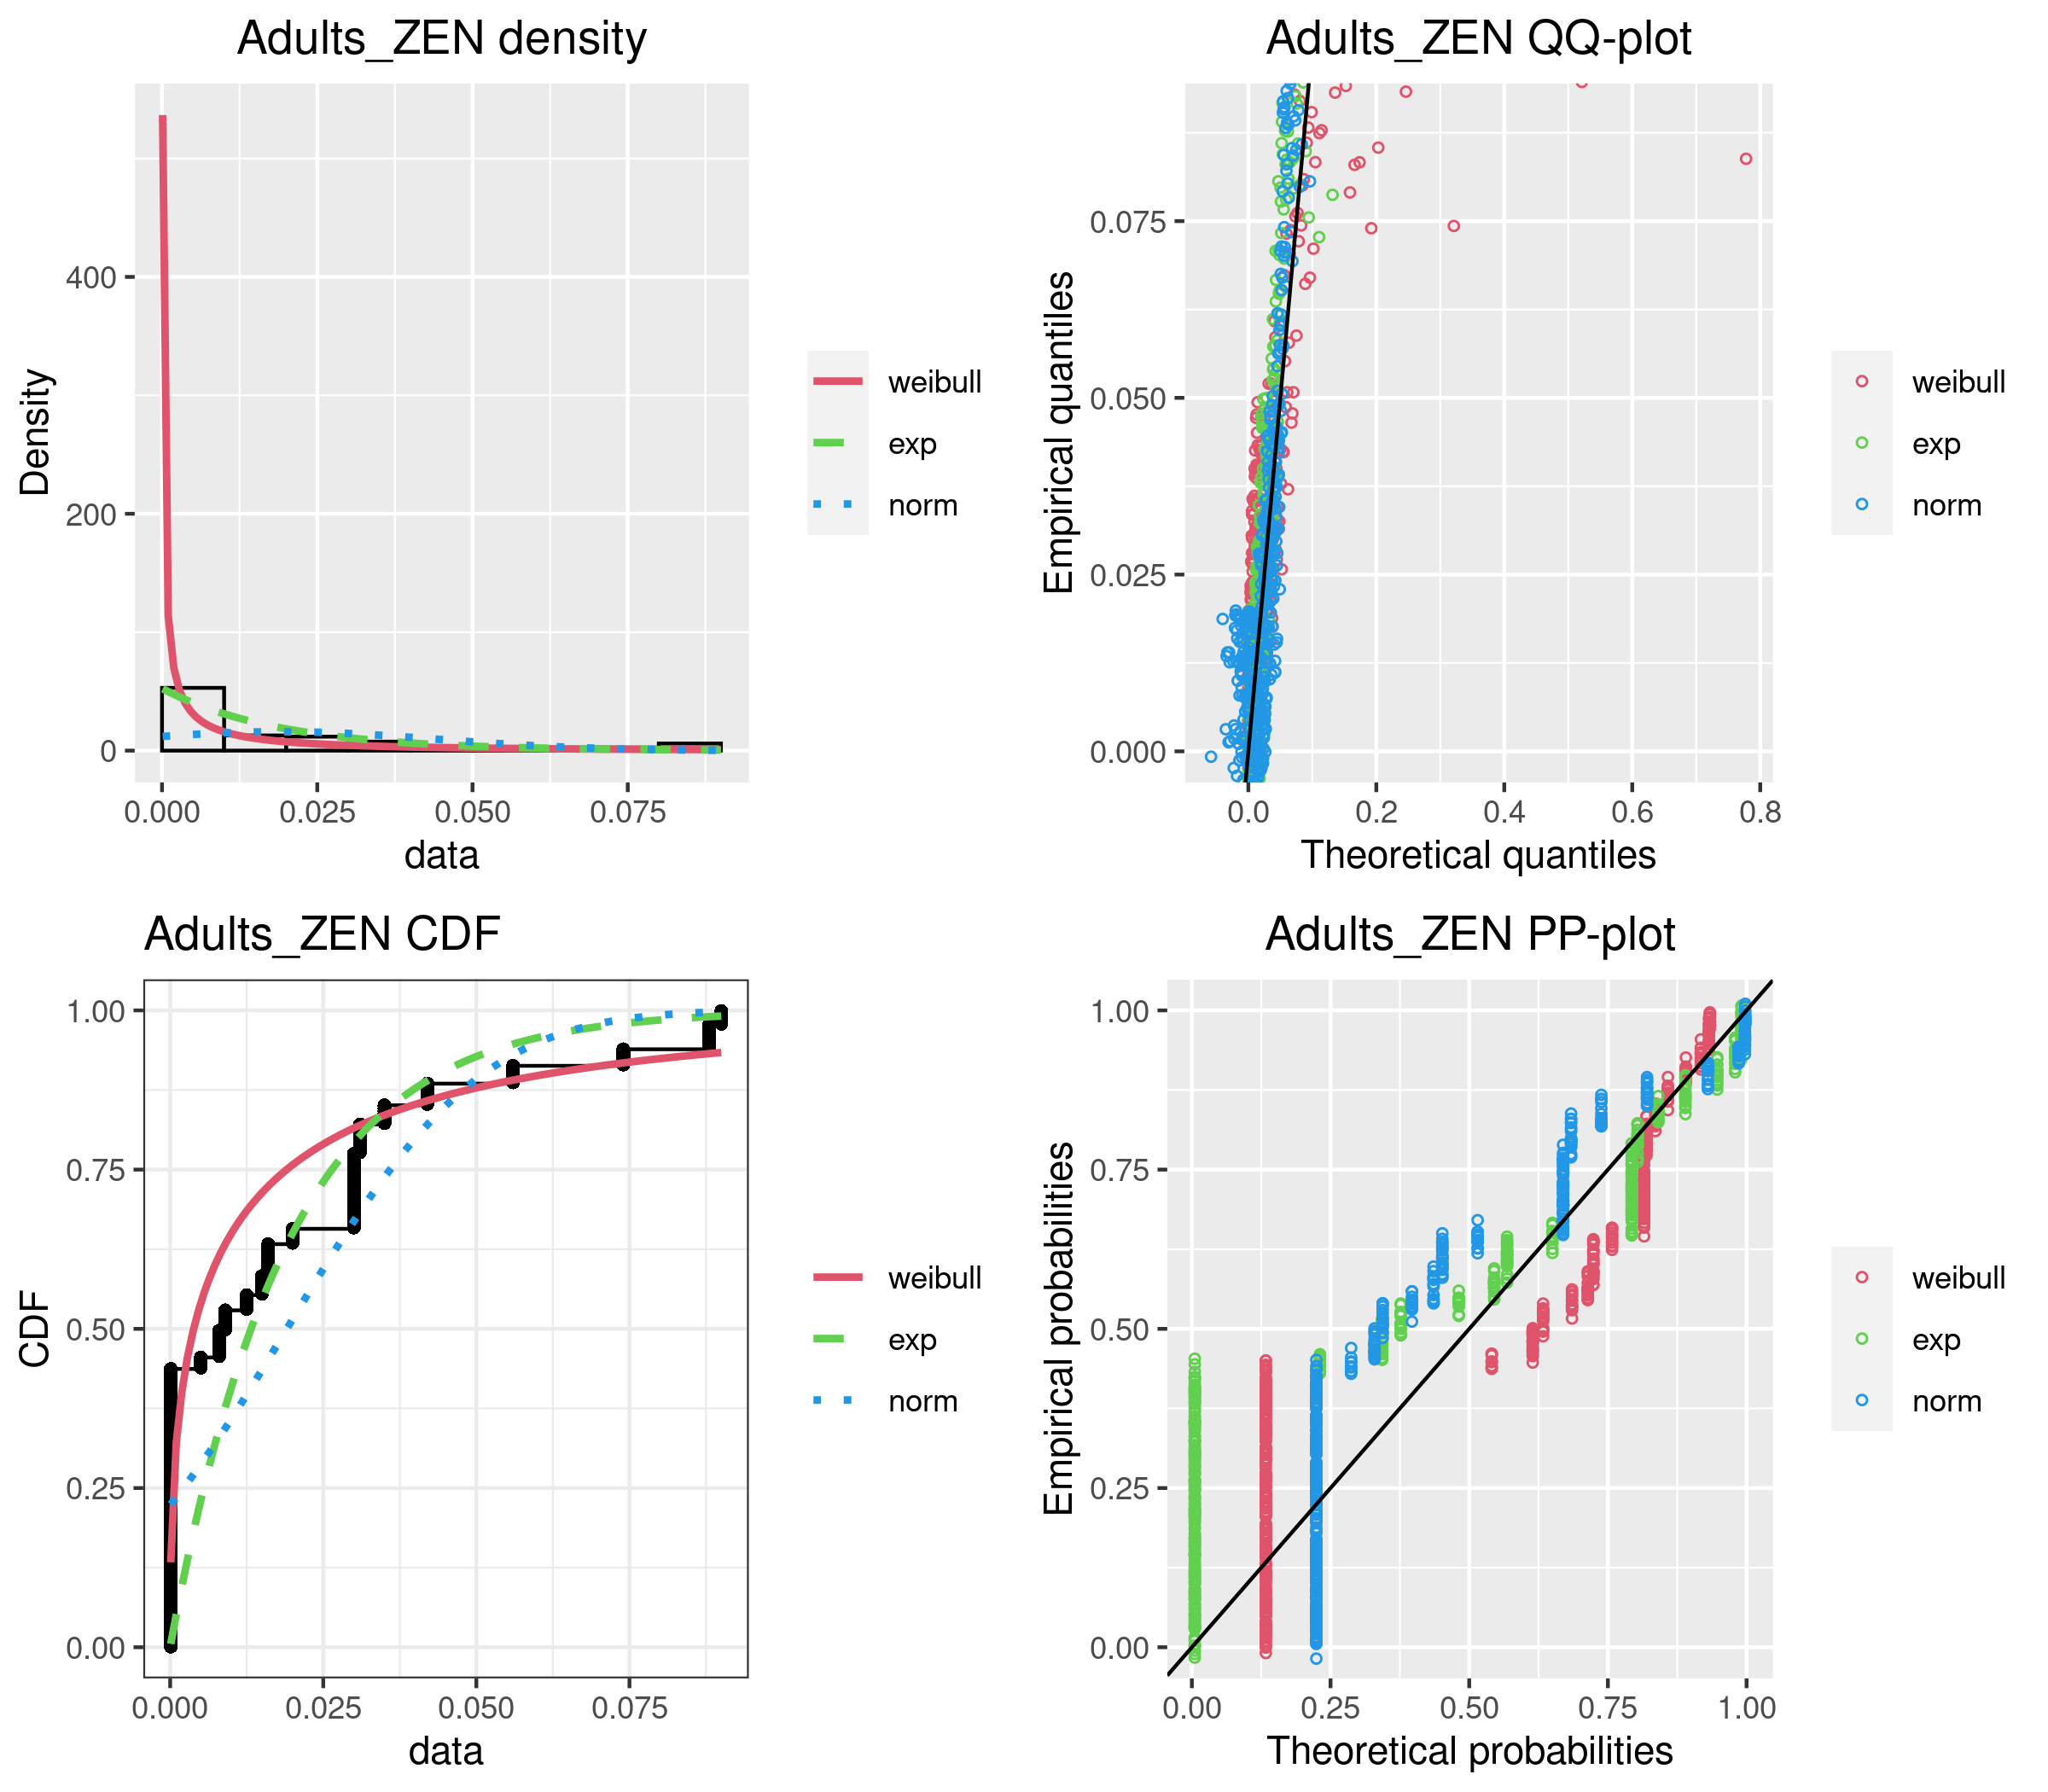 Adults_ZEN density
Density
400
200
0
0.000 0.025 0.050 0.075
data
weibull
exp
norm
Adults_ZEN QQ-plot
Empirical quantiles
0.075
0.050
0.025
0.000
0.0 0.2 0.4 0.6 0.8
Theoretical quantiles
weibull
exp
norm
Adults_ZEN CDF
CDF
1.00
0.75
0.50
0.25
0.00
0.000 0.025 0.050 0.075
data
weibull
exp
norm
Adults_ZEN PP-plot
Empirical probabilities
1.00
0.75
0.50
0.25
0.00
0.00 0.25 0.50 0.75 1.00
Theoretical probabilities
weibull
exp
norm